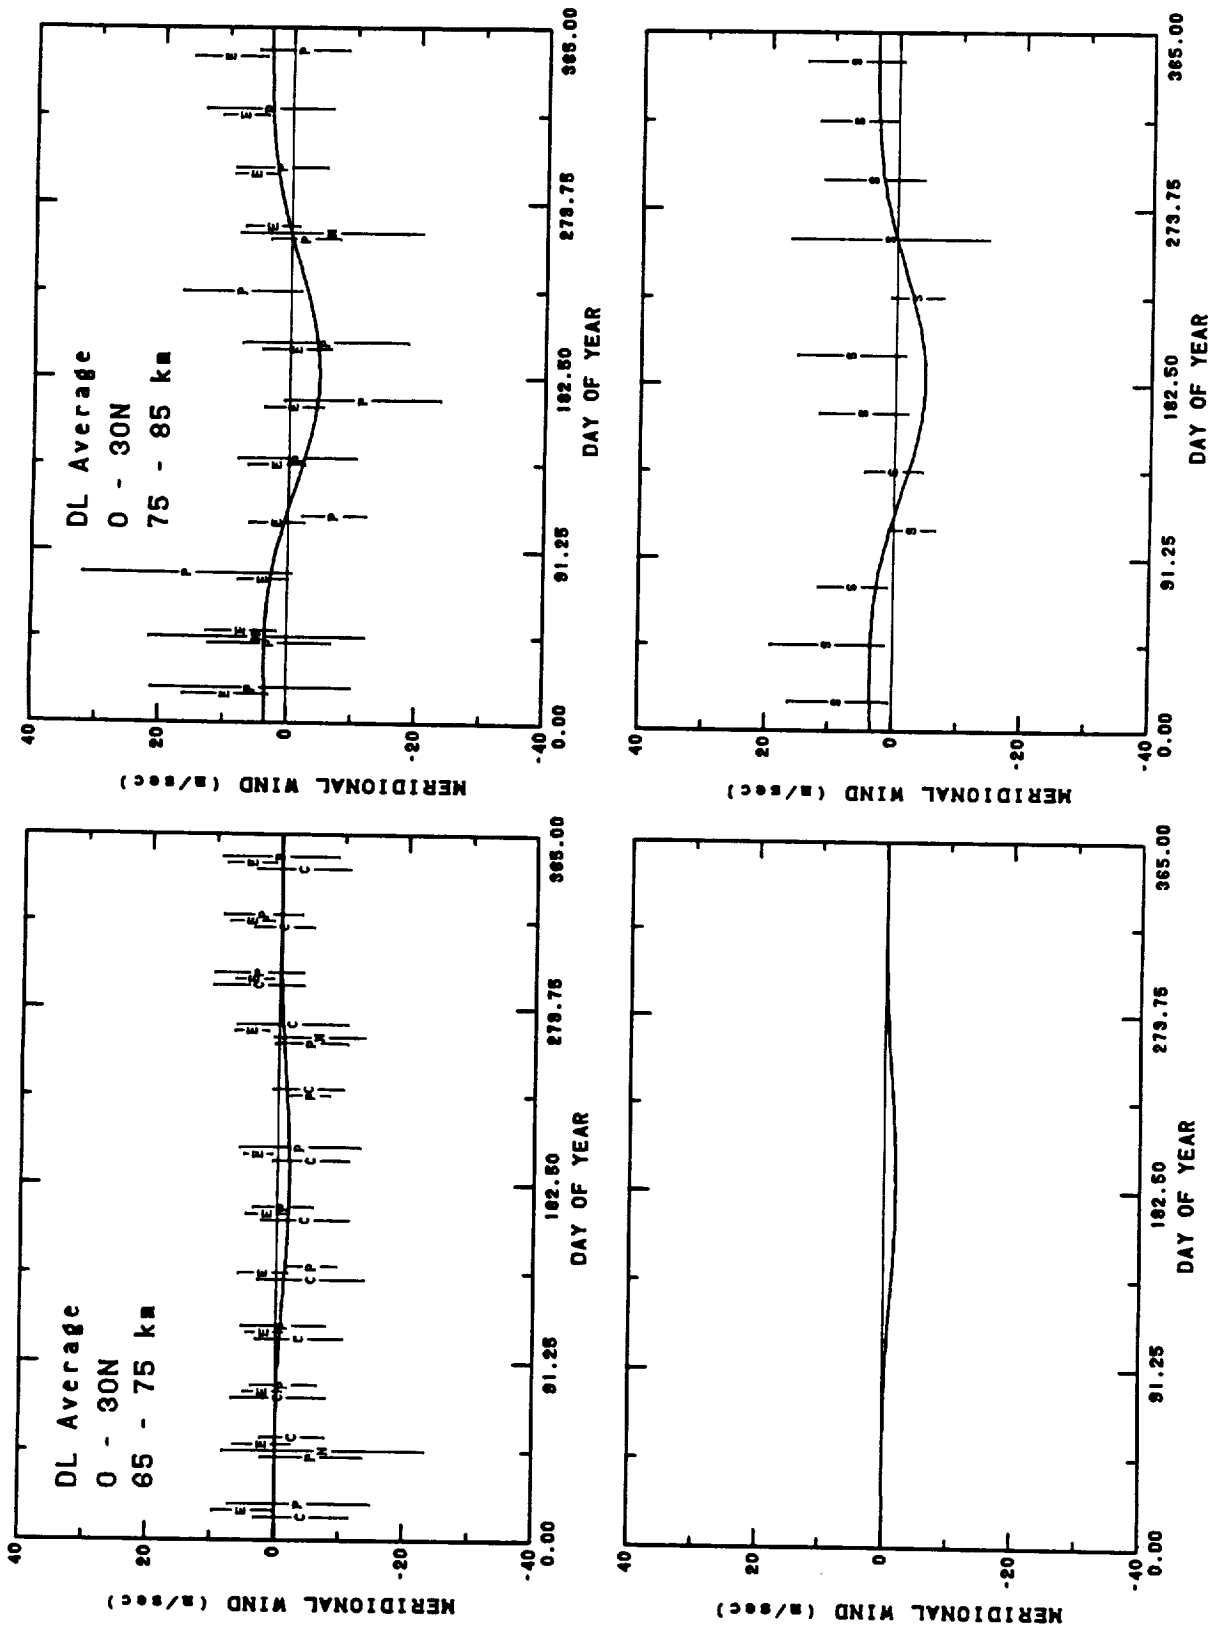 DL Average
0 - 30N
65 - 75 km
MERIDIONAL WIND (m/sec)
40
20
0
-20
-40
0.00
91.25
182.50
273.75
365.00
DAY OF YEAR
DL Average
0 - 30N
75 - 85 km
MERIDIONAL WIND (m/sec)
40
20
0
-20
-40
0.00
91.25
182.50
273.75
365.00
DAY OF YEAR
MERIDIONAL WIND (m/sec)
40
20
0
-20
-40
0.00
91.25
182.50
273.75
365.00
DAY OF YEAR
MERIDIONAL WIND (m/sec)
40
20
0
-20
-40
0.00
91.25
182.50
273.75
365.00
DAY OF YEAR
S S S S S S S S S S S S